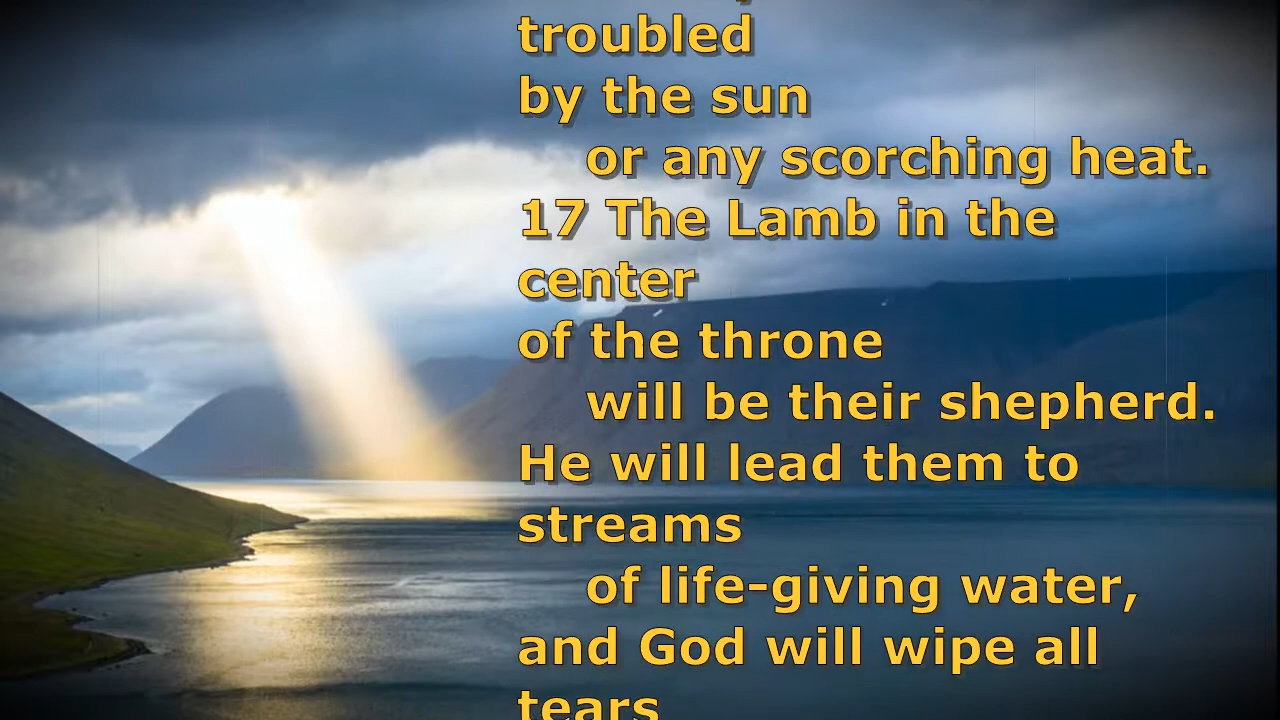 troubled
by the sun
or any scorching heat.
17 The Lamb in the
center
of the throne
will be their shepherd.
He will lead them to
streams
of life-giving water,
and God will wipe all
tears